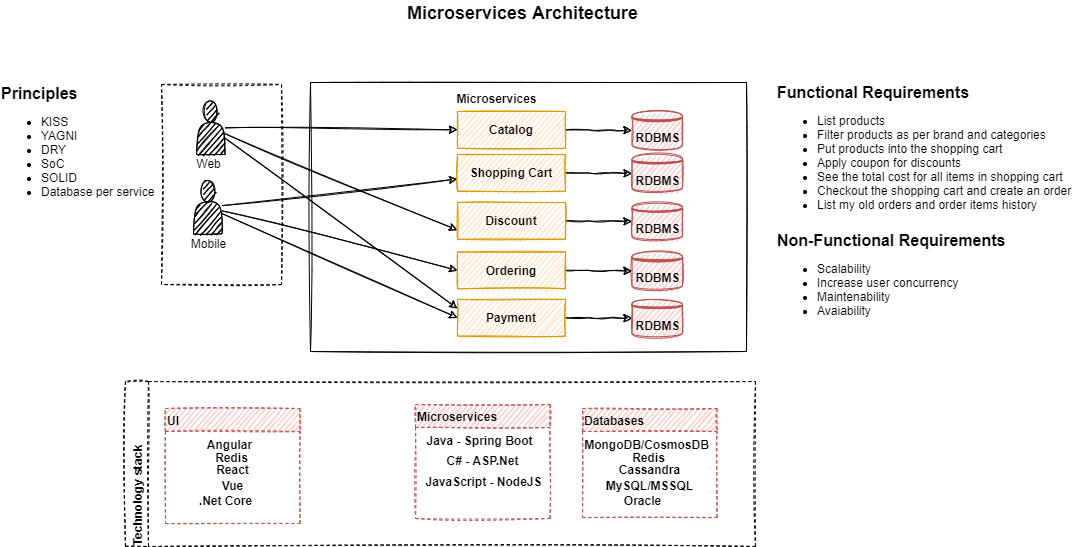 Microservices Architecture
Principles
KISS
YAGNI
DRY
SoC
SOLID
Database per service
Web
Mobile
Microservices
Catalog
RDBMS
Shopping Cart
RDBMS
Discount
RDBMS
Ordering
RDBMS
Payment
RDBMS
Functional Requirements
List products
Filter products as per brand and categories
Put products into the shopping cart
Apply coupon for discounts
See the total cost for all items in shopping cart
Checkout the shopping cart and create an order
List my old orders and order items history
Non-Functional Requirements
Scalability
Increase user concurrency
Maintenability
Avaiability
Technology stack
UI
Angular
Redis
React
Vue
.Net Core
Microservices
Java - Spring Boot
C# - ASP.Net
JavaScript - NodeJS
Databases
MongoDB/CosmosDB
Redis
Cassandra
MySQL/MSSQL
Oracle